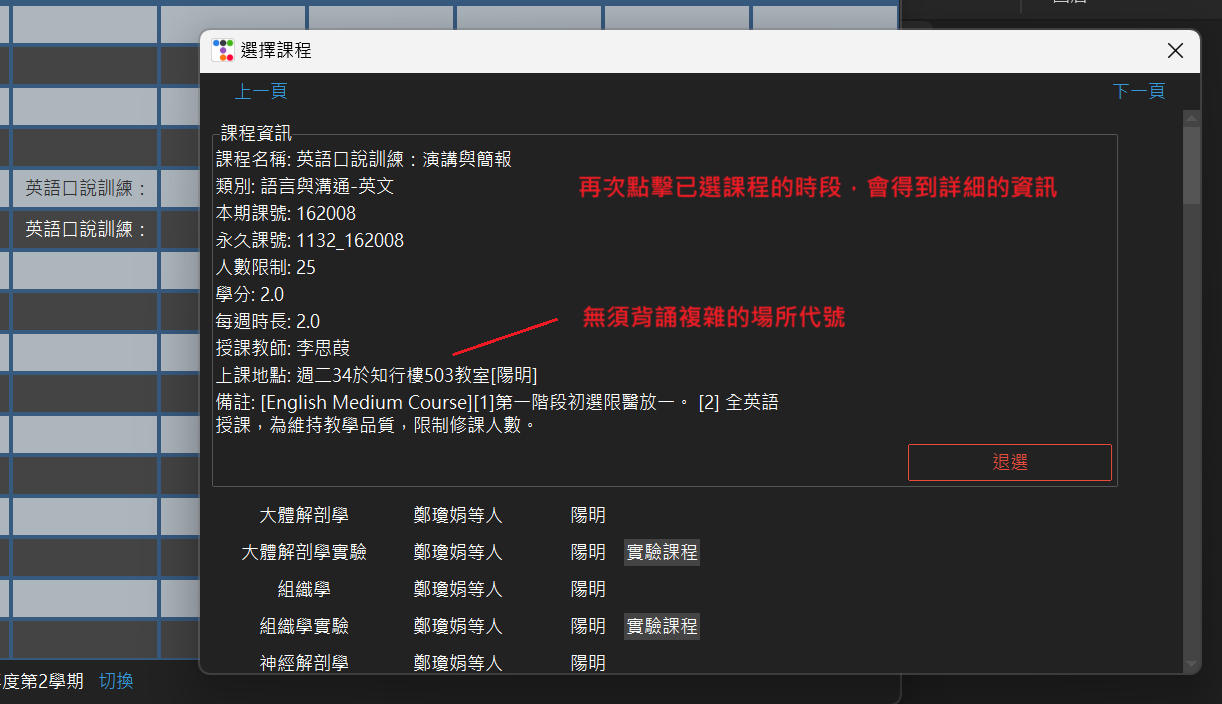 選擇課程
上一頁
下一頁
課程資訊
課程名稱: 英語口說訓練：演講與簡報
類別: 語言與溝通-英文
再次點擊已選課程的時段，會得到詳細的資訊
本期課號: 162008
永久課號: 1132_162008
人數限制: 25
學分: 2.0
每週時長: 2.0
無須背誦複雜的場所代號
授課教師: 李思葭
上課地點: 週二34於知行樓503教室[陽明]
備註: [English Medium Course][1]第一階段初選限醫放一。 [2] 全英語
授課，為維持教學品質，限制修課人數。
退選
大體解剖學 鄭瓊娟等人 陽明
大體解剖學實驗 鄭瓊娟等人 陽明 實驗課程
組織學 鄭瓊娟等人 陽明
組織學實驗 鄭瓊娟等人 陽明 實驗課程
神經解剖學 鄭瓊娟等人 陽明
英語口說訓練：
英語口說訓練：
度第2學期 切換